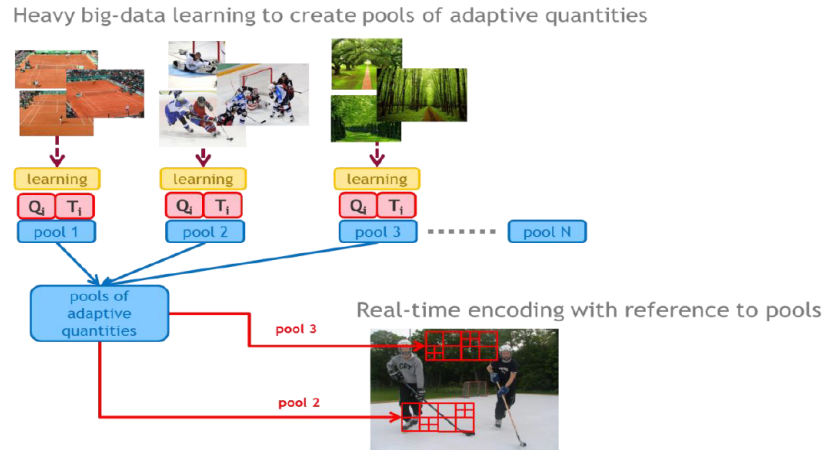 Heavy big-data learning to create pools of adaptive quantities
learning learning learning
Qi Ti Qi Ti Qi Ti
pool 1 pool 2 pool 3 pool N
pools of
adaptive
quantities
Real-time encoding with reference to pools
pool 3
pool 2